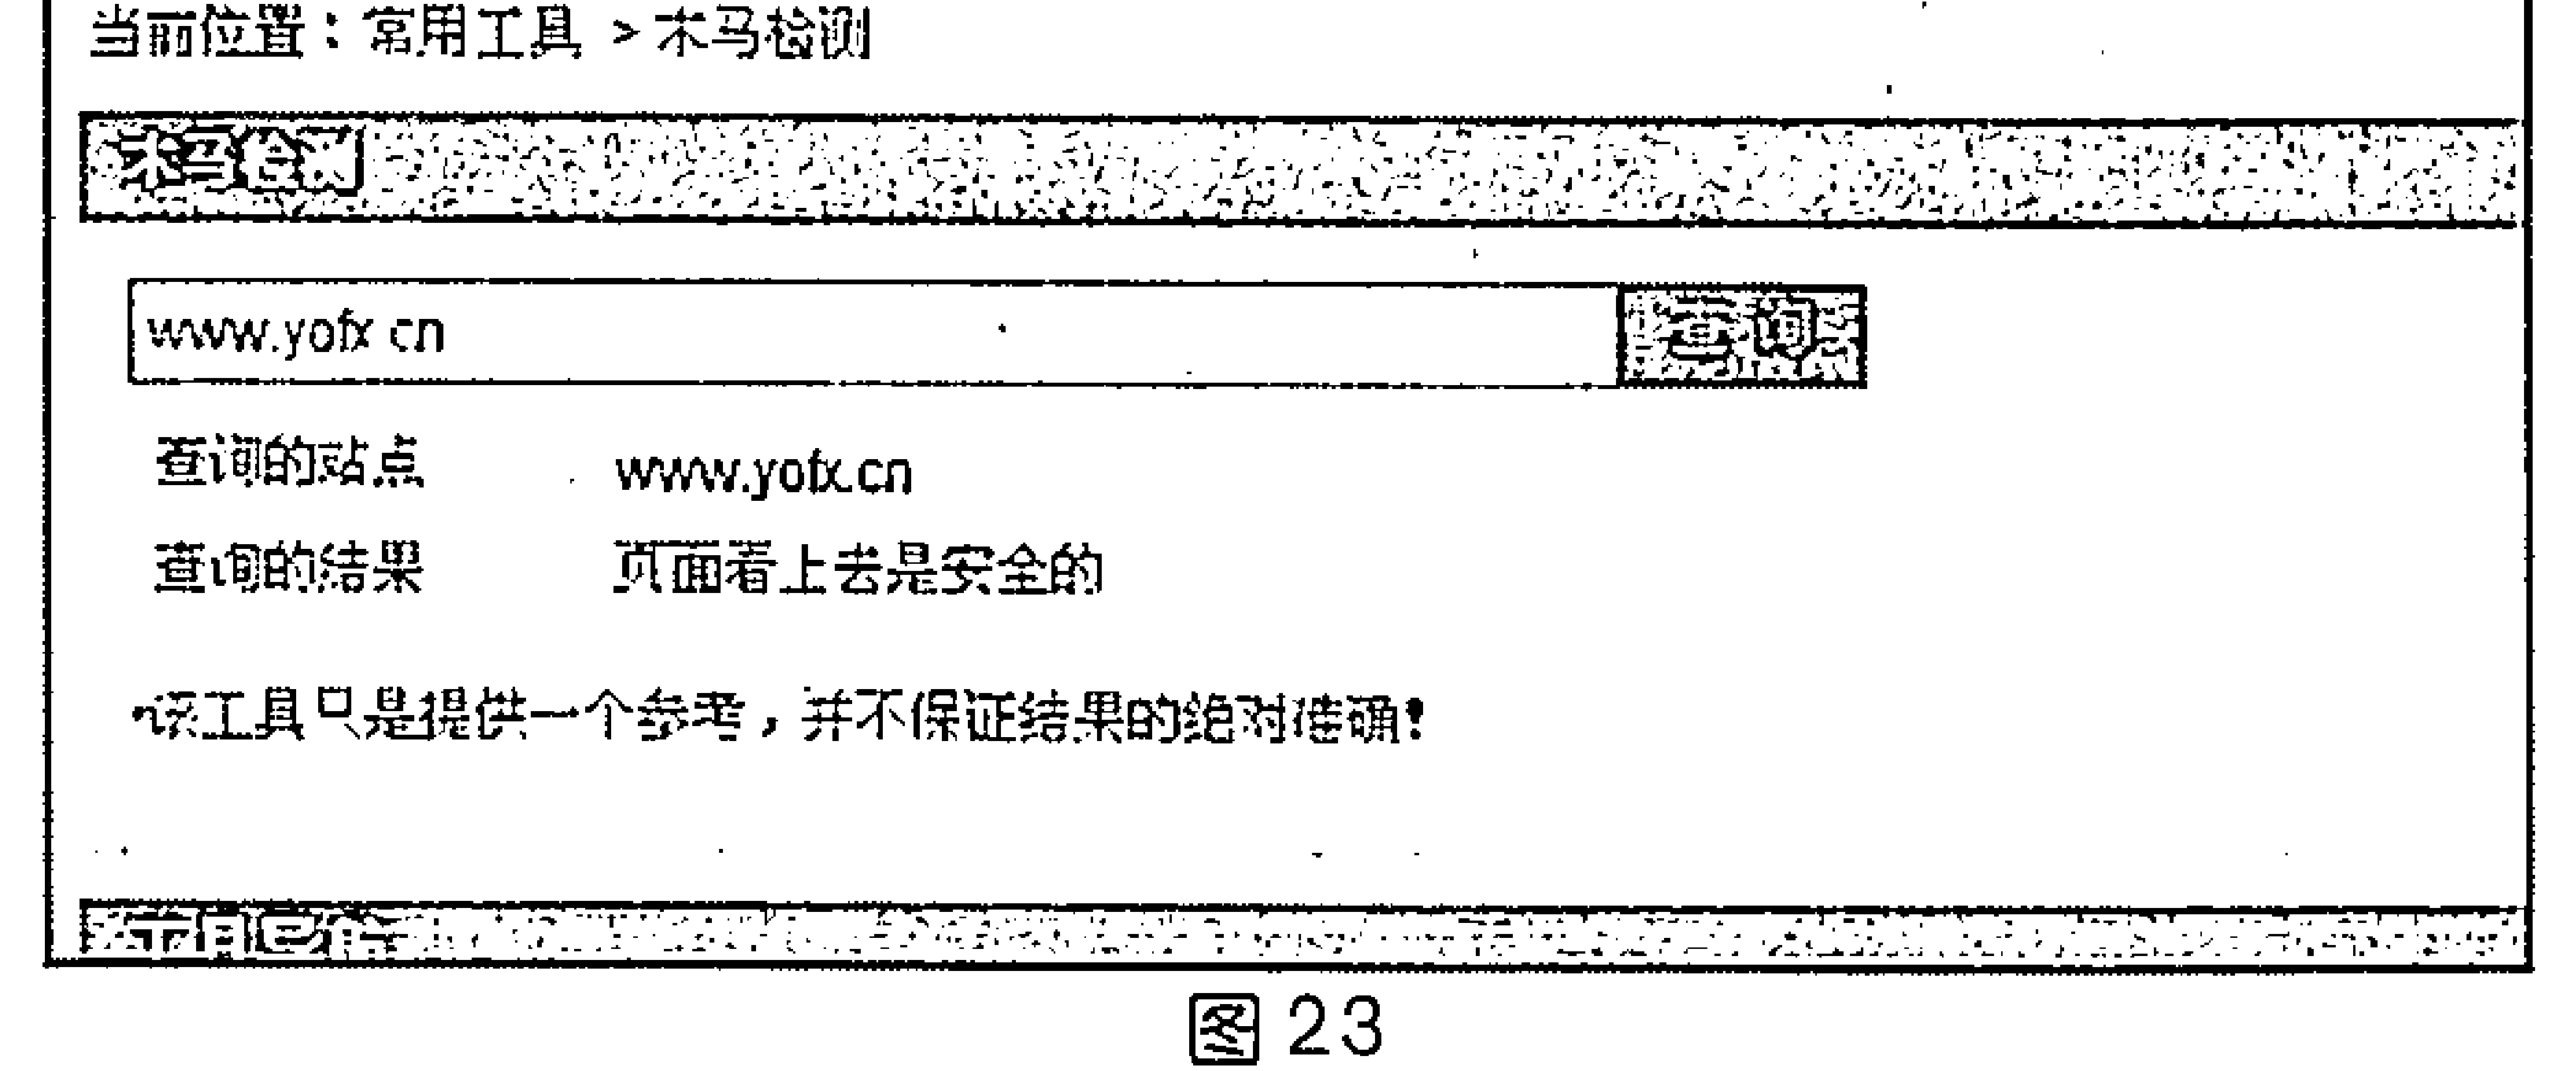 当前位置：常用工具 > 木马检测
木马检测
www.yofx.cn 查询
查询的站点 www.yofx.cn
查询的结果 页面看上去是安全的
该工具只是提供一个参考，并不保证结果的绝对准确！
图 23